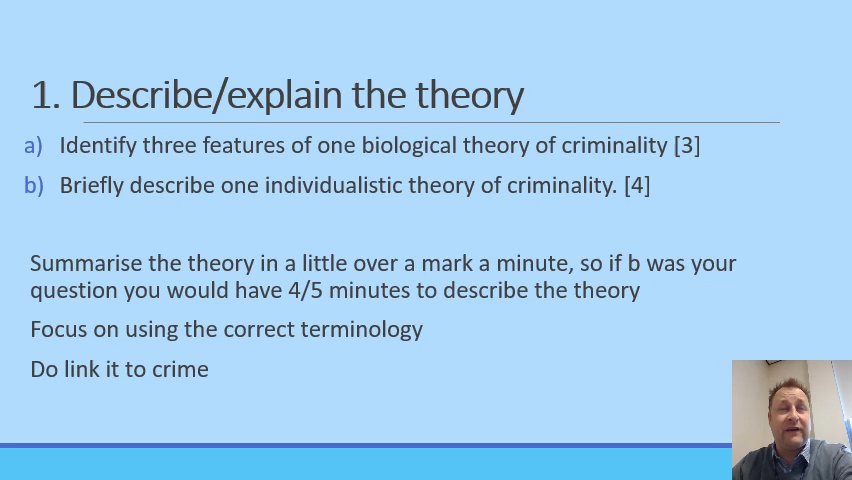 1. Describe/explain the theory
a) Identify three features of one biological theory of criminality [3]
b) Briefly describe one individualistic theory of criminality. [4]
Summarise the theory in a little over a mark a minute, so if b was your
question you would have 4/5 minutes to describe the theory
Focus on using the correct terminology
Do link it to crime